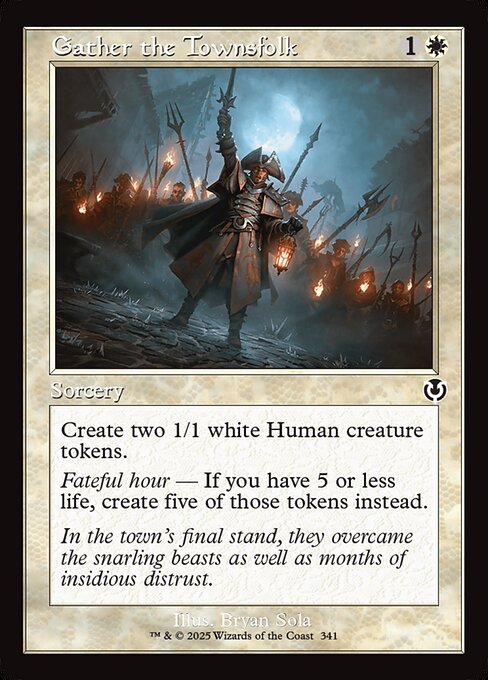 Gather the Townsfolk 1
Sorcery
Create two 1/1 white Human creature
tokens.
Fateful hour — If you have 5 or less
life, create five of those tokens instead.
In the town's final stand, they overcame
the snarling beasts as well as months of
insidious distrust.
Illus. Bryan Sola
™ & © 2025 Wizards of the Coast 341